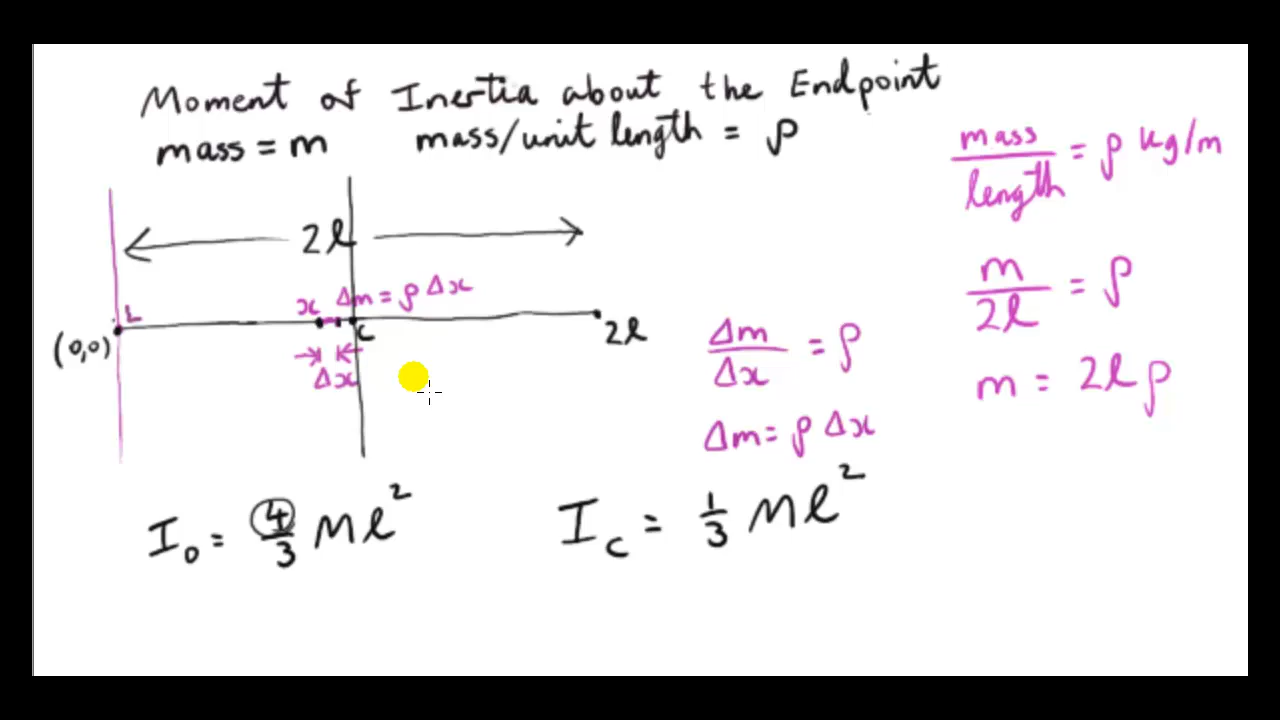 Moment of Inertia about the Endpoint
mass = m mass/unit length = ρ
mass/length = ρ kg/m
2l
x Δm = ρ Δx
L
(0,0)
C
2l
Δx
m/2l = ρ
Δm/Δx = ρ
m = 2lρ
Δm = ρ Δx
I₀ = 4/3 Ml²
I_C = 1/3 Ml²